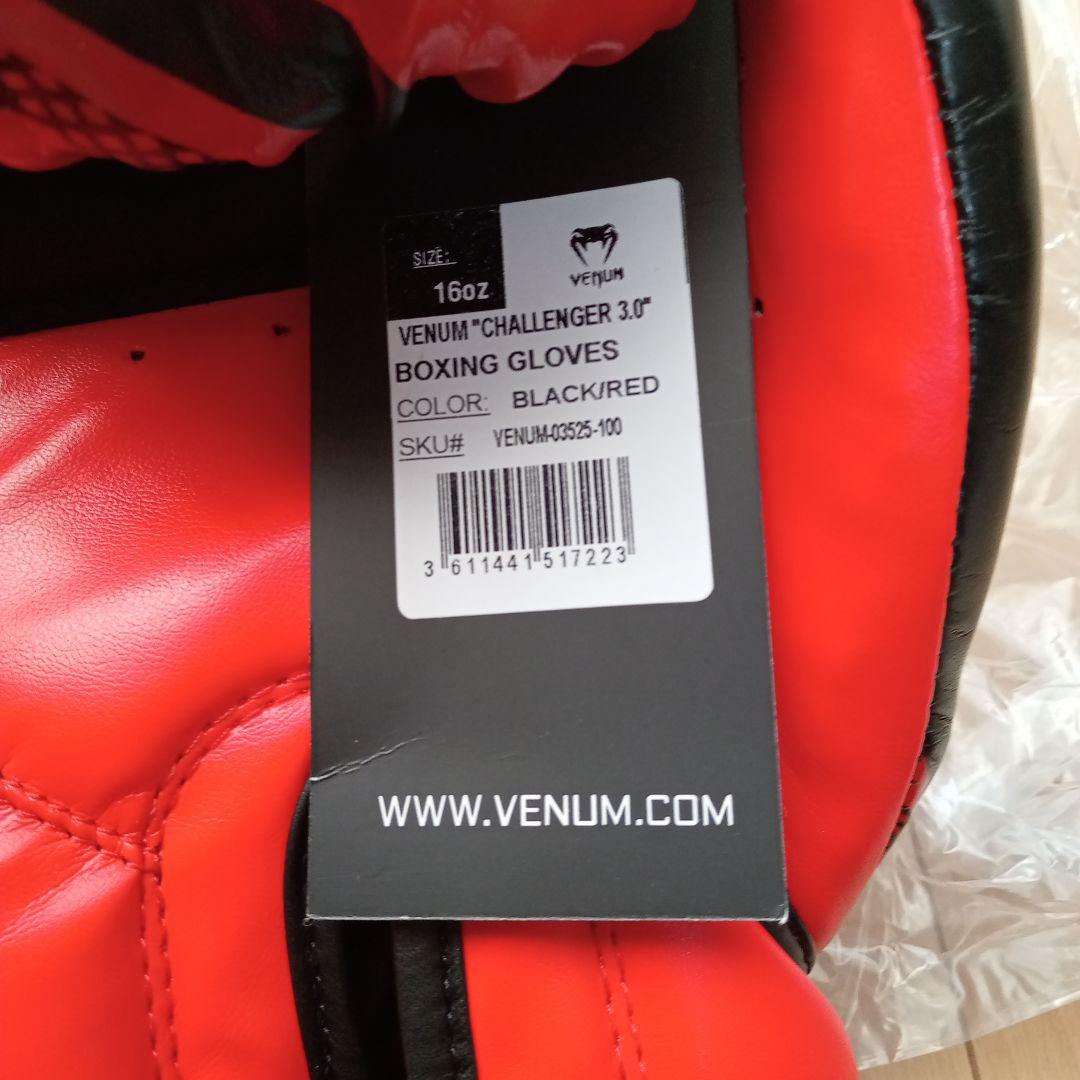 SIZE:
16oz
VENUM
VENUM "CHALLENGER 3.0"
BOXING GLOVES
COLOR: BLACK/RED
SKU# VENUM-03525-100
3 611441 517223
WWW.VENUM.COM